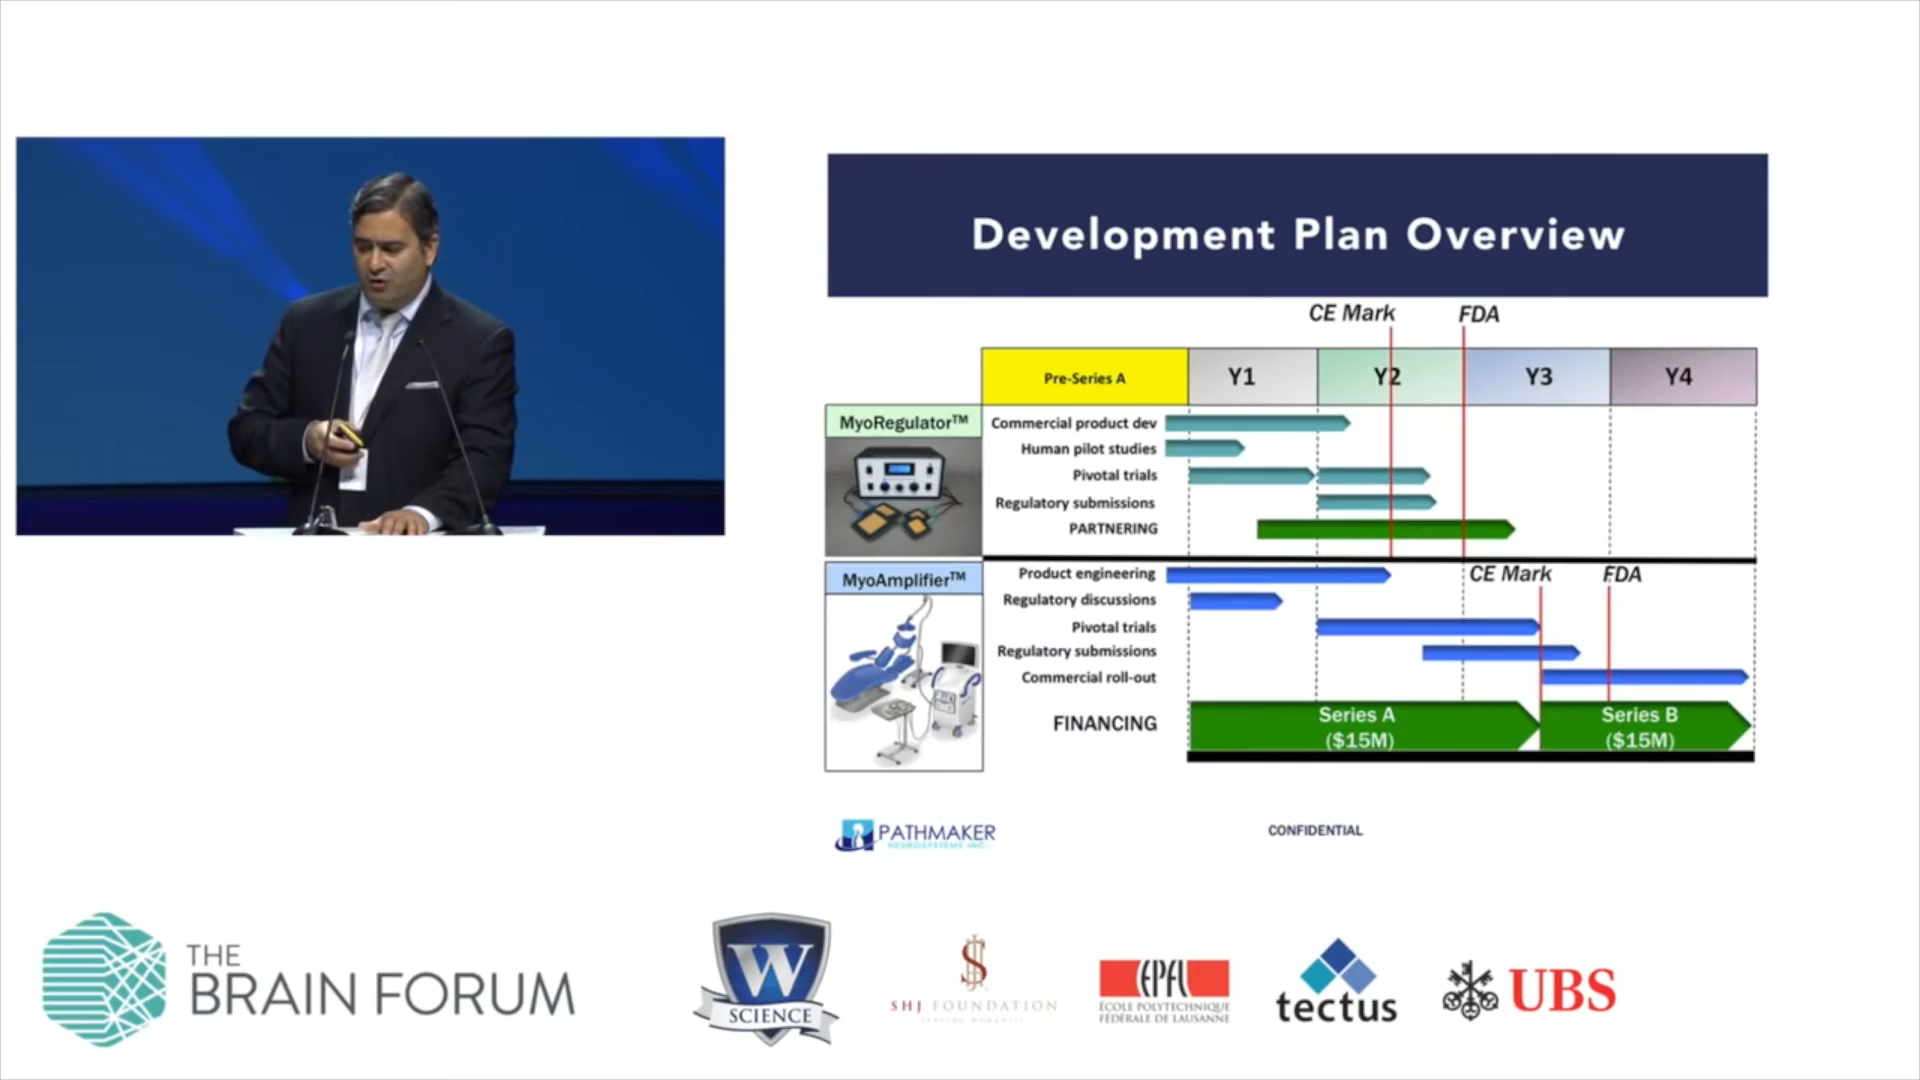 Development Plan Overview
CE Mark
FDA
Pre-Series A
Y1
Y2
Y3
Y4
MyoRegulator™
Commercial product dev
Human pilot studies
Pivotal trials
Regulatory submissions
PARTNERING
MyoAmplifier™
Product engineering
CE Mark
FDA
Regulatory discussions
Pivotal trials
Regulatory submissions
Commercial roll-out
FINANCING
Series A
($15M)
Series B
($15M)
PATHMAKER
NEUROSYSTEMS INC.
CONFIDENTIAL
THE
BRAIN FORUM
W
SCIENCE
SHJ FOUNDATION
EPFL
ÉCOLE POLYTECHNIQUE
FÉDÉRALE DE LAUSANNE
tectus
UBS